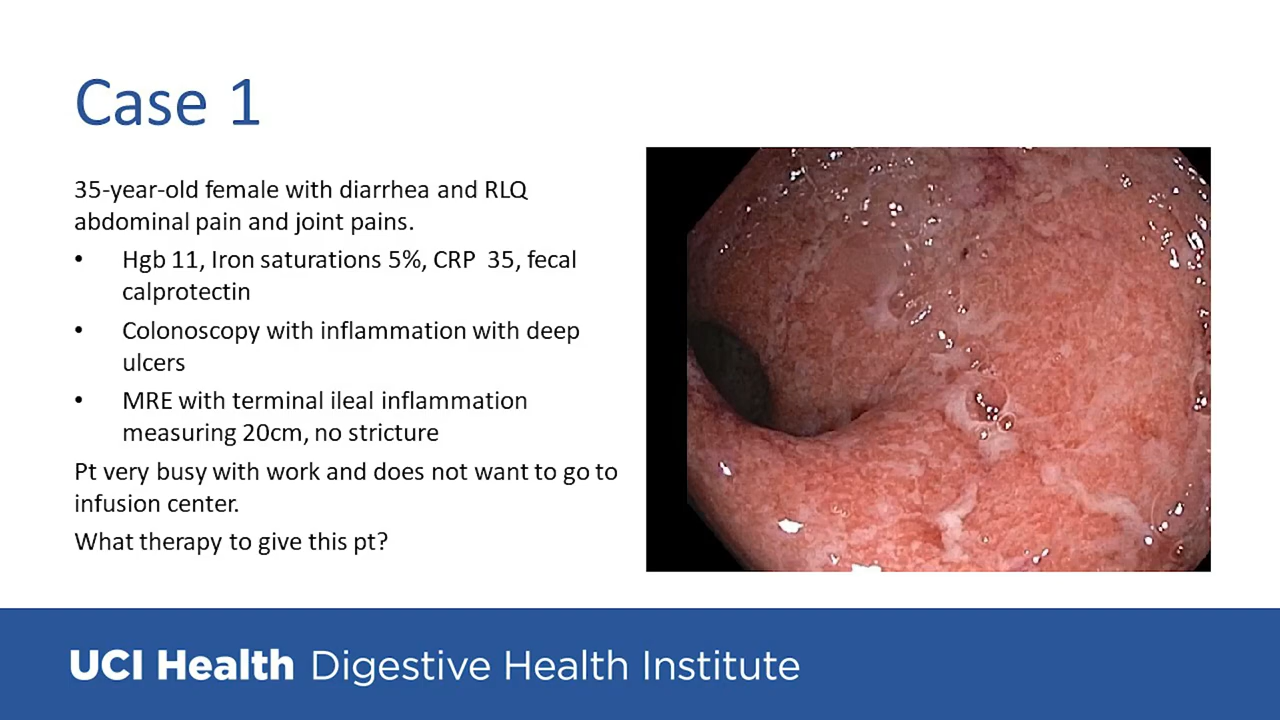 Case 1
35-year-old female with diarrhea and RLQ
abdominal pain and joint pains.
• Hgb 11, Iron saturations 5%, CRP  35, fecal
calprotectin
• Colonoscopy with inflammation with deep
ulcers
• MRE with terminal ileal inflammation
measuring 20cm, no stricture
Pt very busy with work and does not want to go to
infusion center.
What therapy to give this pt?
UCI Health Digestive Health Institute